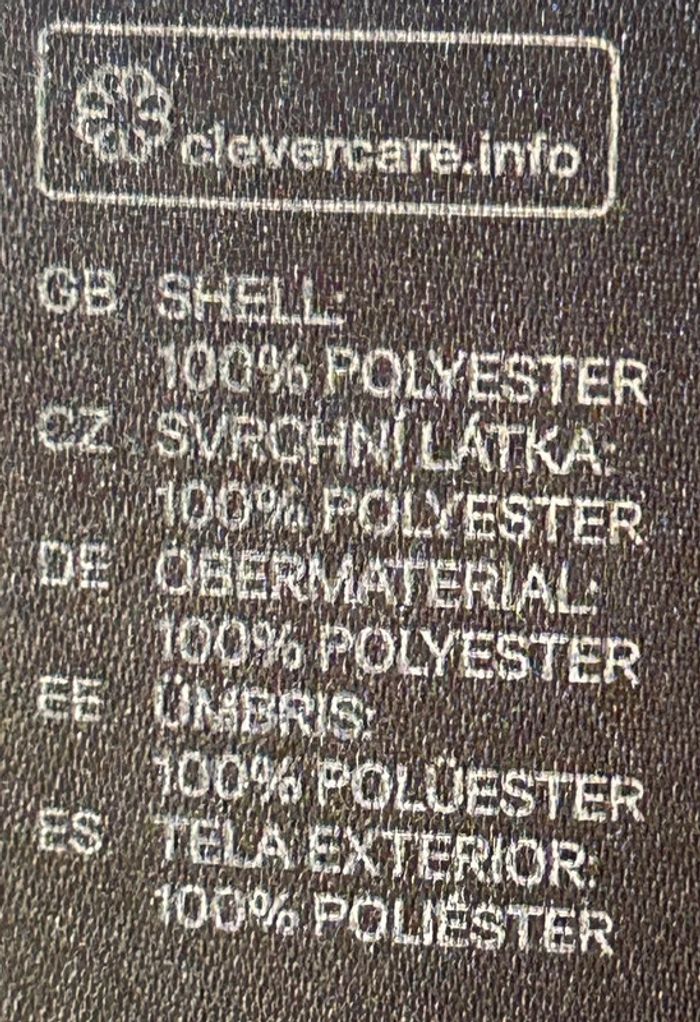 clevercare.info
GB SHELL:
100% POLYESTER
CZ SVRCHNÍ LÁTKA:
100% POLYESTER
DE OBERMATERIAL:
100% POLYESTER
EE ÜMBRIS:
100% POLÜESTER
ES TELA EXTERIOR:
100% POLIÉSTER